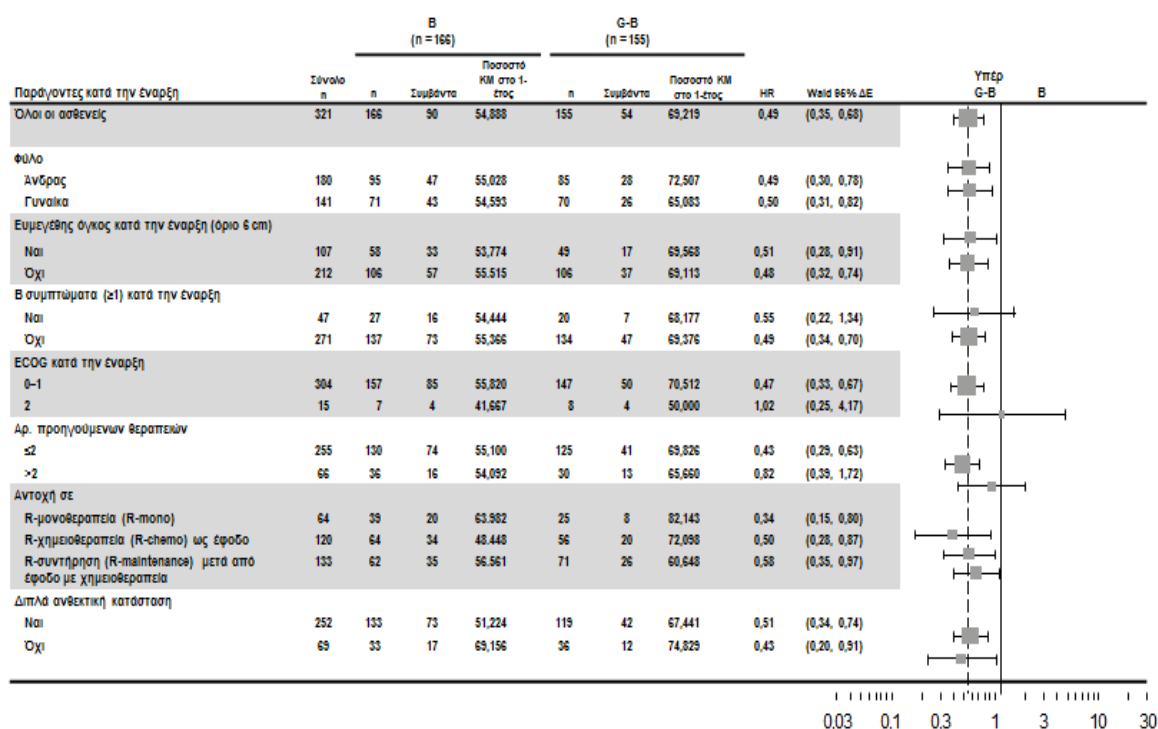 B G-B
(n = 166) (n = 155)
Παράγοντες κατά την έναρξη Σύνολο n n Συμβάντα Ποσοστό KM στο 1-έτος n Συμβάντα Ποσοστό KM στο 1-έτος HR Wald 95% ΔΕ Υπέρ G-B B
Όλοι οι ασθενείς 321 166 90 54,888 155 54 69,219 0,49 (0,35, 0,68)
Φύλο
Άνδρας 180 95 47 55,028 85 28 72,507 0,49 (0,30, 0,78)
Γυναίκα 141 71 43 54,593 70 26 65,083 0,50 (0,31, 0,82)
Ευμεγέθης όγκος κατά την έναρξη (όριο 6 cm)
Ναι 107 58 33 53,774 49 17 69,568 0,51 (0,28, 0,91)
Όχι 212 106 57 55.515 106 37 69,113 0,48 (0,32, 0,74)
Β συμπτώματα (≥1) κατά την έναρξη
Ναι 47 27 16 54,444 20 7 68,177 0.55 (0,22, 1,34)
Όχι 271 137 73 55,366 134 47 69,376 0,49 (0,34, 0,70)
ECOG κατά την έναρξη
0–1 304 157 85 55,820 147 50 70,512 0,47 (0,33, 0,67)
2 15 7 4 41,667 8 4 50,000 1,02 (0,25, 4,17)
Αρ. προηγούμενων θεραπειών
≤2 255 130 74 55,100 125 41 69,826 0,43 (0,29, 0,63)
>2 66 36 16 54,092 30 13 65,660 0,82 (0,39, 1,72)
Αντοχή σε
R-μονοθεραπεία (R-mono) 64 39 20 63.982 25 8 82,143 0,34 (0,15, 0,80)
R-χημειοθεραπεία (R-chemo) ως έφοδο 120 64 34 48.448 56 20 72,098 0,50 (0,28, 0,87)
R-συντήρηση (R-maintenance) μετά από 133 62 35 56.561 71 26 60,648 0,58 (0,35, 0,97)
έφοδο με χημειοθεραπεία
Διπλά ανθεκτική κατάσταση
Ναι 252 133 73 51,224 119 42 67,441 0,51 (0,34, 0,74)
Όχι 69 33 17 69,156 36 12 74,829 0,43 (0,20, 0,91)
0.03 0.1 0.3 1 3 10 30